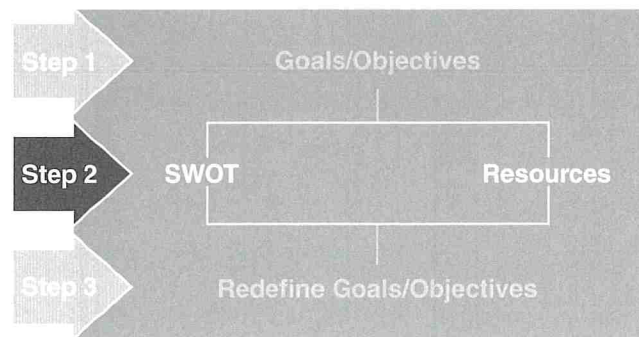 Step 1
Goals/Objectives
Step 2
SWOT
Resources
Step 3
Redefine Goals/Objectives